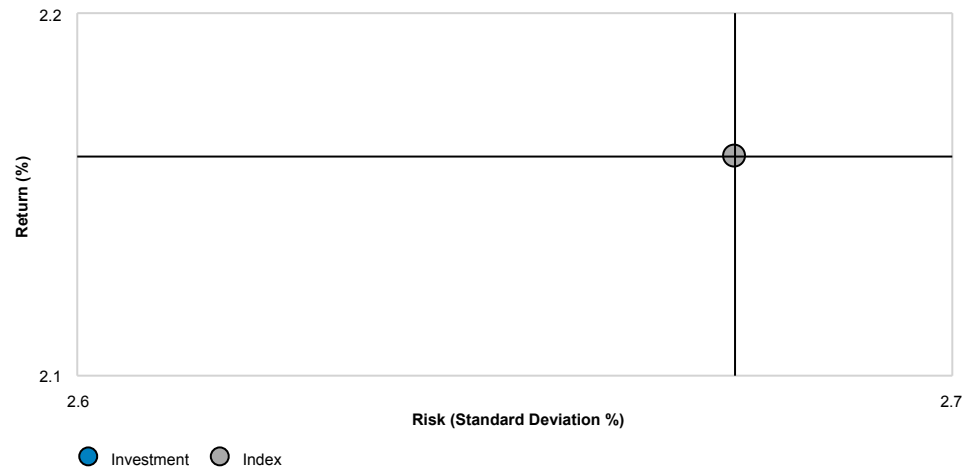 2.2
Return (%)
2.1
2.6
2.7
Risk (Standard Deviation %)
Investment
Index